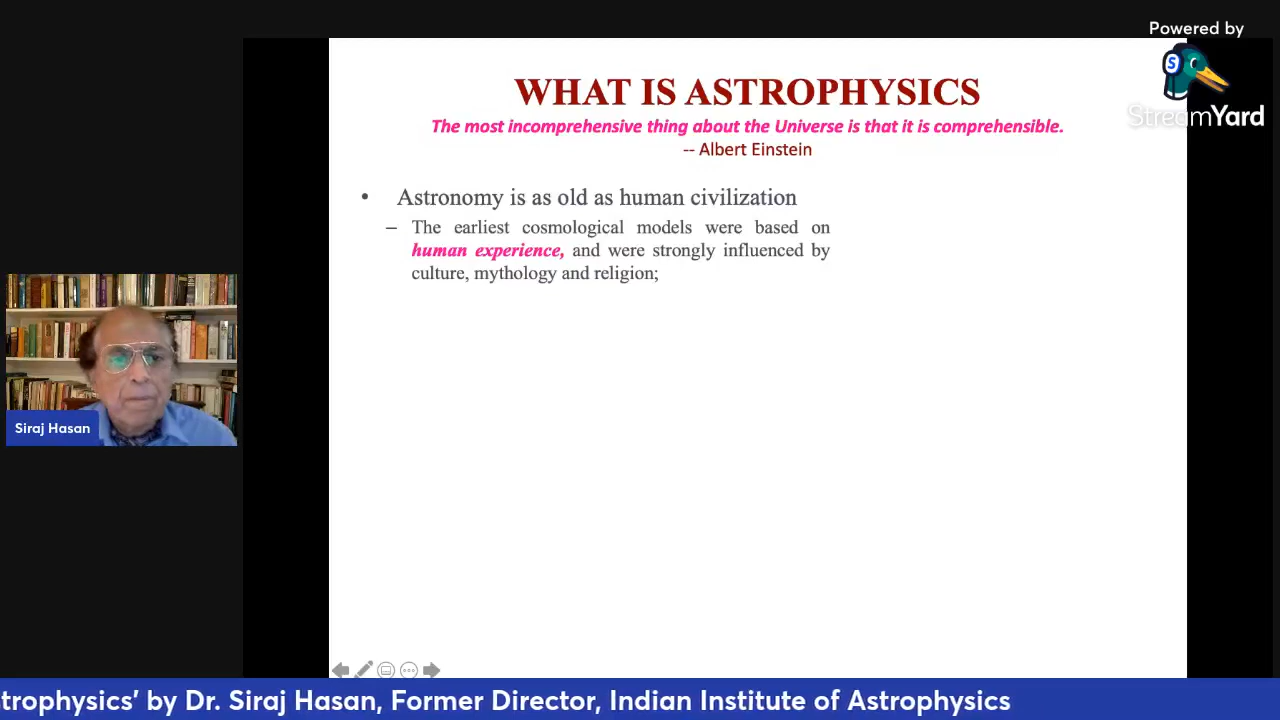 Powered by
StreamYard
WHAT IS ASTROPHYSICS
The most incomprehensive thing about the Universe is that it is comprehensible.
-- Albert Einstein
• Astronomy is as old as human civilization
– The earliest cosmological models were based on
human experience, and were strongly influenced by
culture, mythology and religion;
Siraj Hasan
trophysics' by Dr. Siraj Hasan, Former Director, Indian Institute of Astrophysics